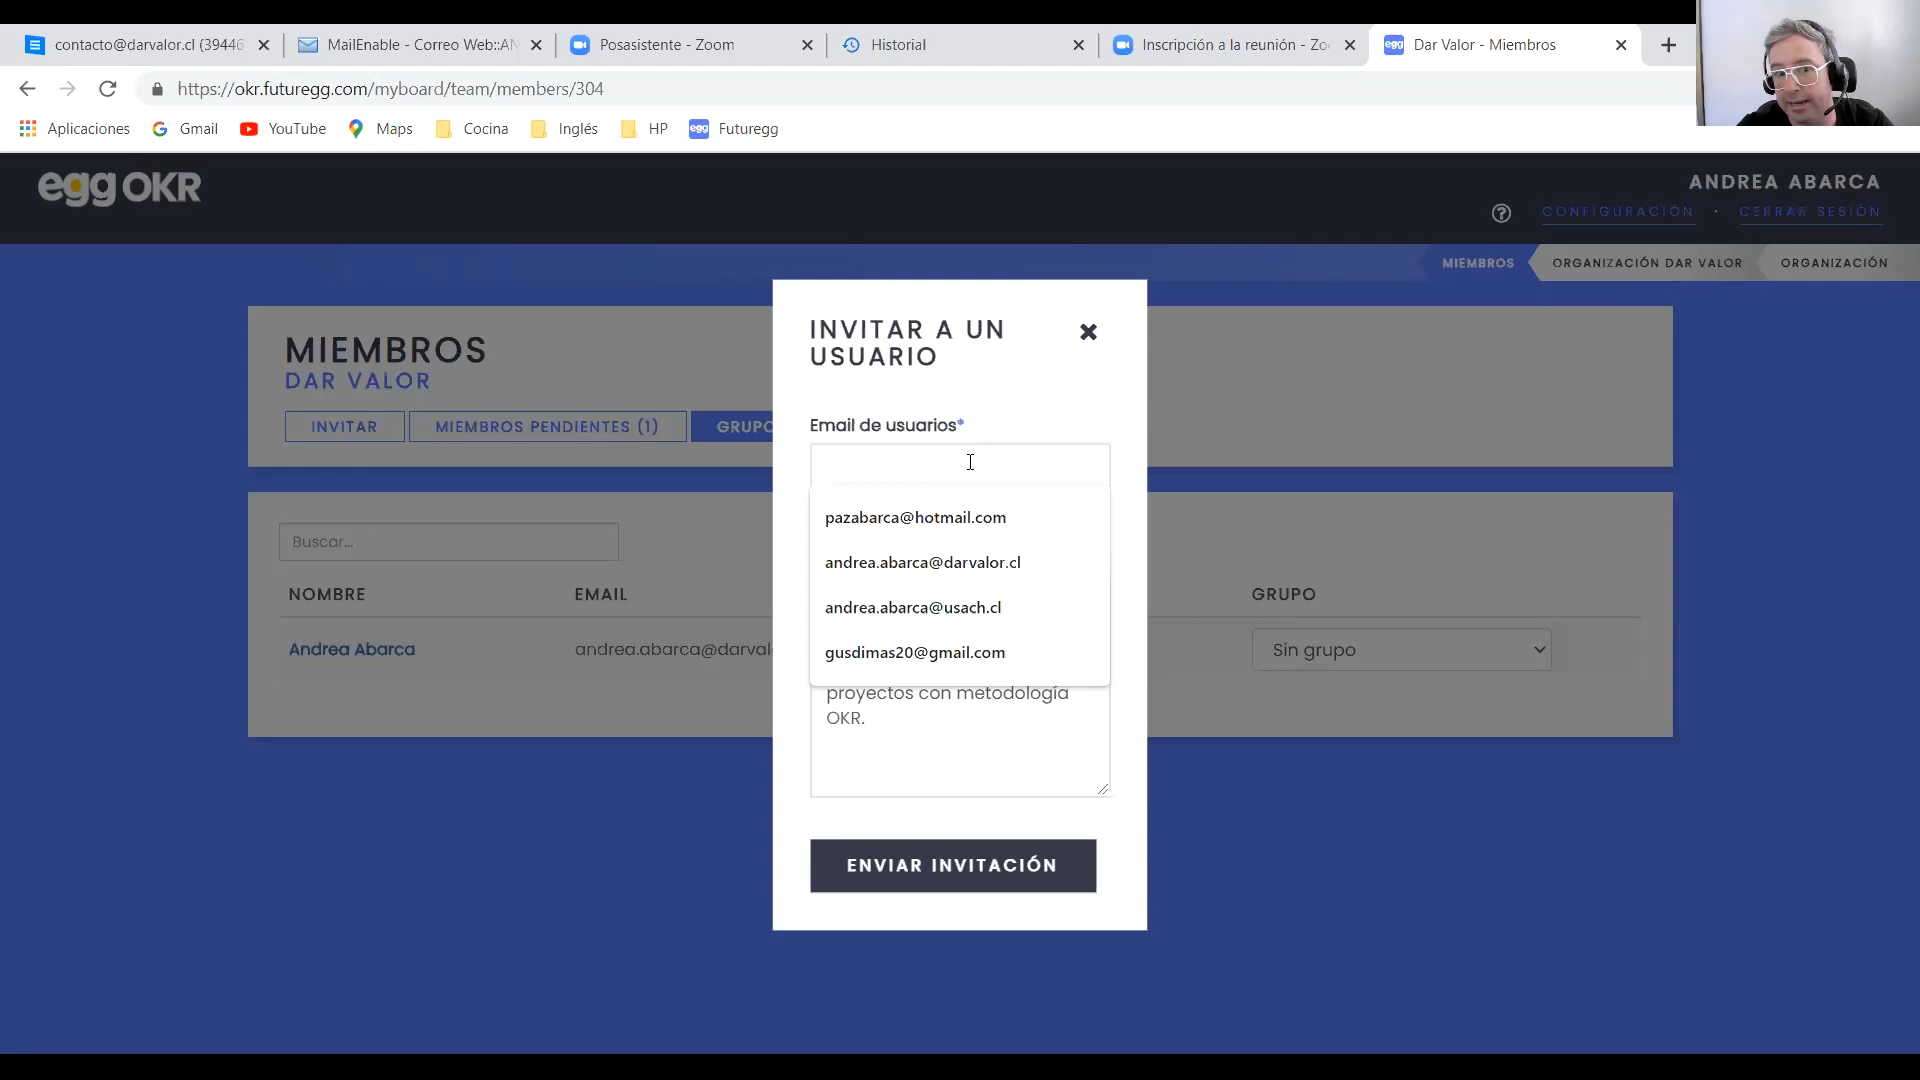 contacto@darvalor.cl (39446
MailEnable - Correo Web::AN
Posasistente - Zoom
Historial
Inscripción a la reunión - Zo
egg Dar Valor - Miembros
https://okr.futuregg.com/myboard/team/members/304
Aplicaciones
Gmail
YouTube
Maps
Cocina
Inglés
HP
egg Futuregg
egg OKR
ANDREA ABARCA
CONFIGURACIÓN · CERRAR SESIÓN
MIEMBROS
ORGANIZACIÓN DAR VALOR
ORGANIZACIÓN
MIEMBROS
DAR VALOR
INVITAR
MIEMBROS PENDIENTES (1)
GRUPO
Buscar...
NOMBRE
EMAIL
GRUPO
Andrea Abarca
andrea.abarca@darval
Sin grupo
INVITAR A UN
USUARIO
Email de usuarios*
pazabarca@hotmail.com
andrea.abarca@darvalor.cl
andrea.abarca@usach.cl
gusdimas20@gmail.com
proyectos con metodología
OKR.
ENVIAR INVITACIÓN